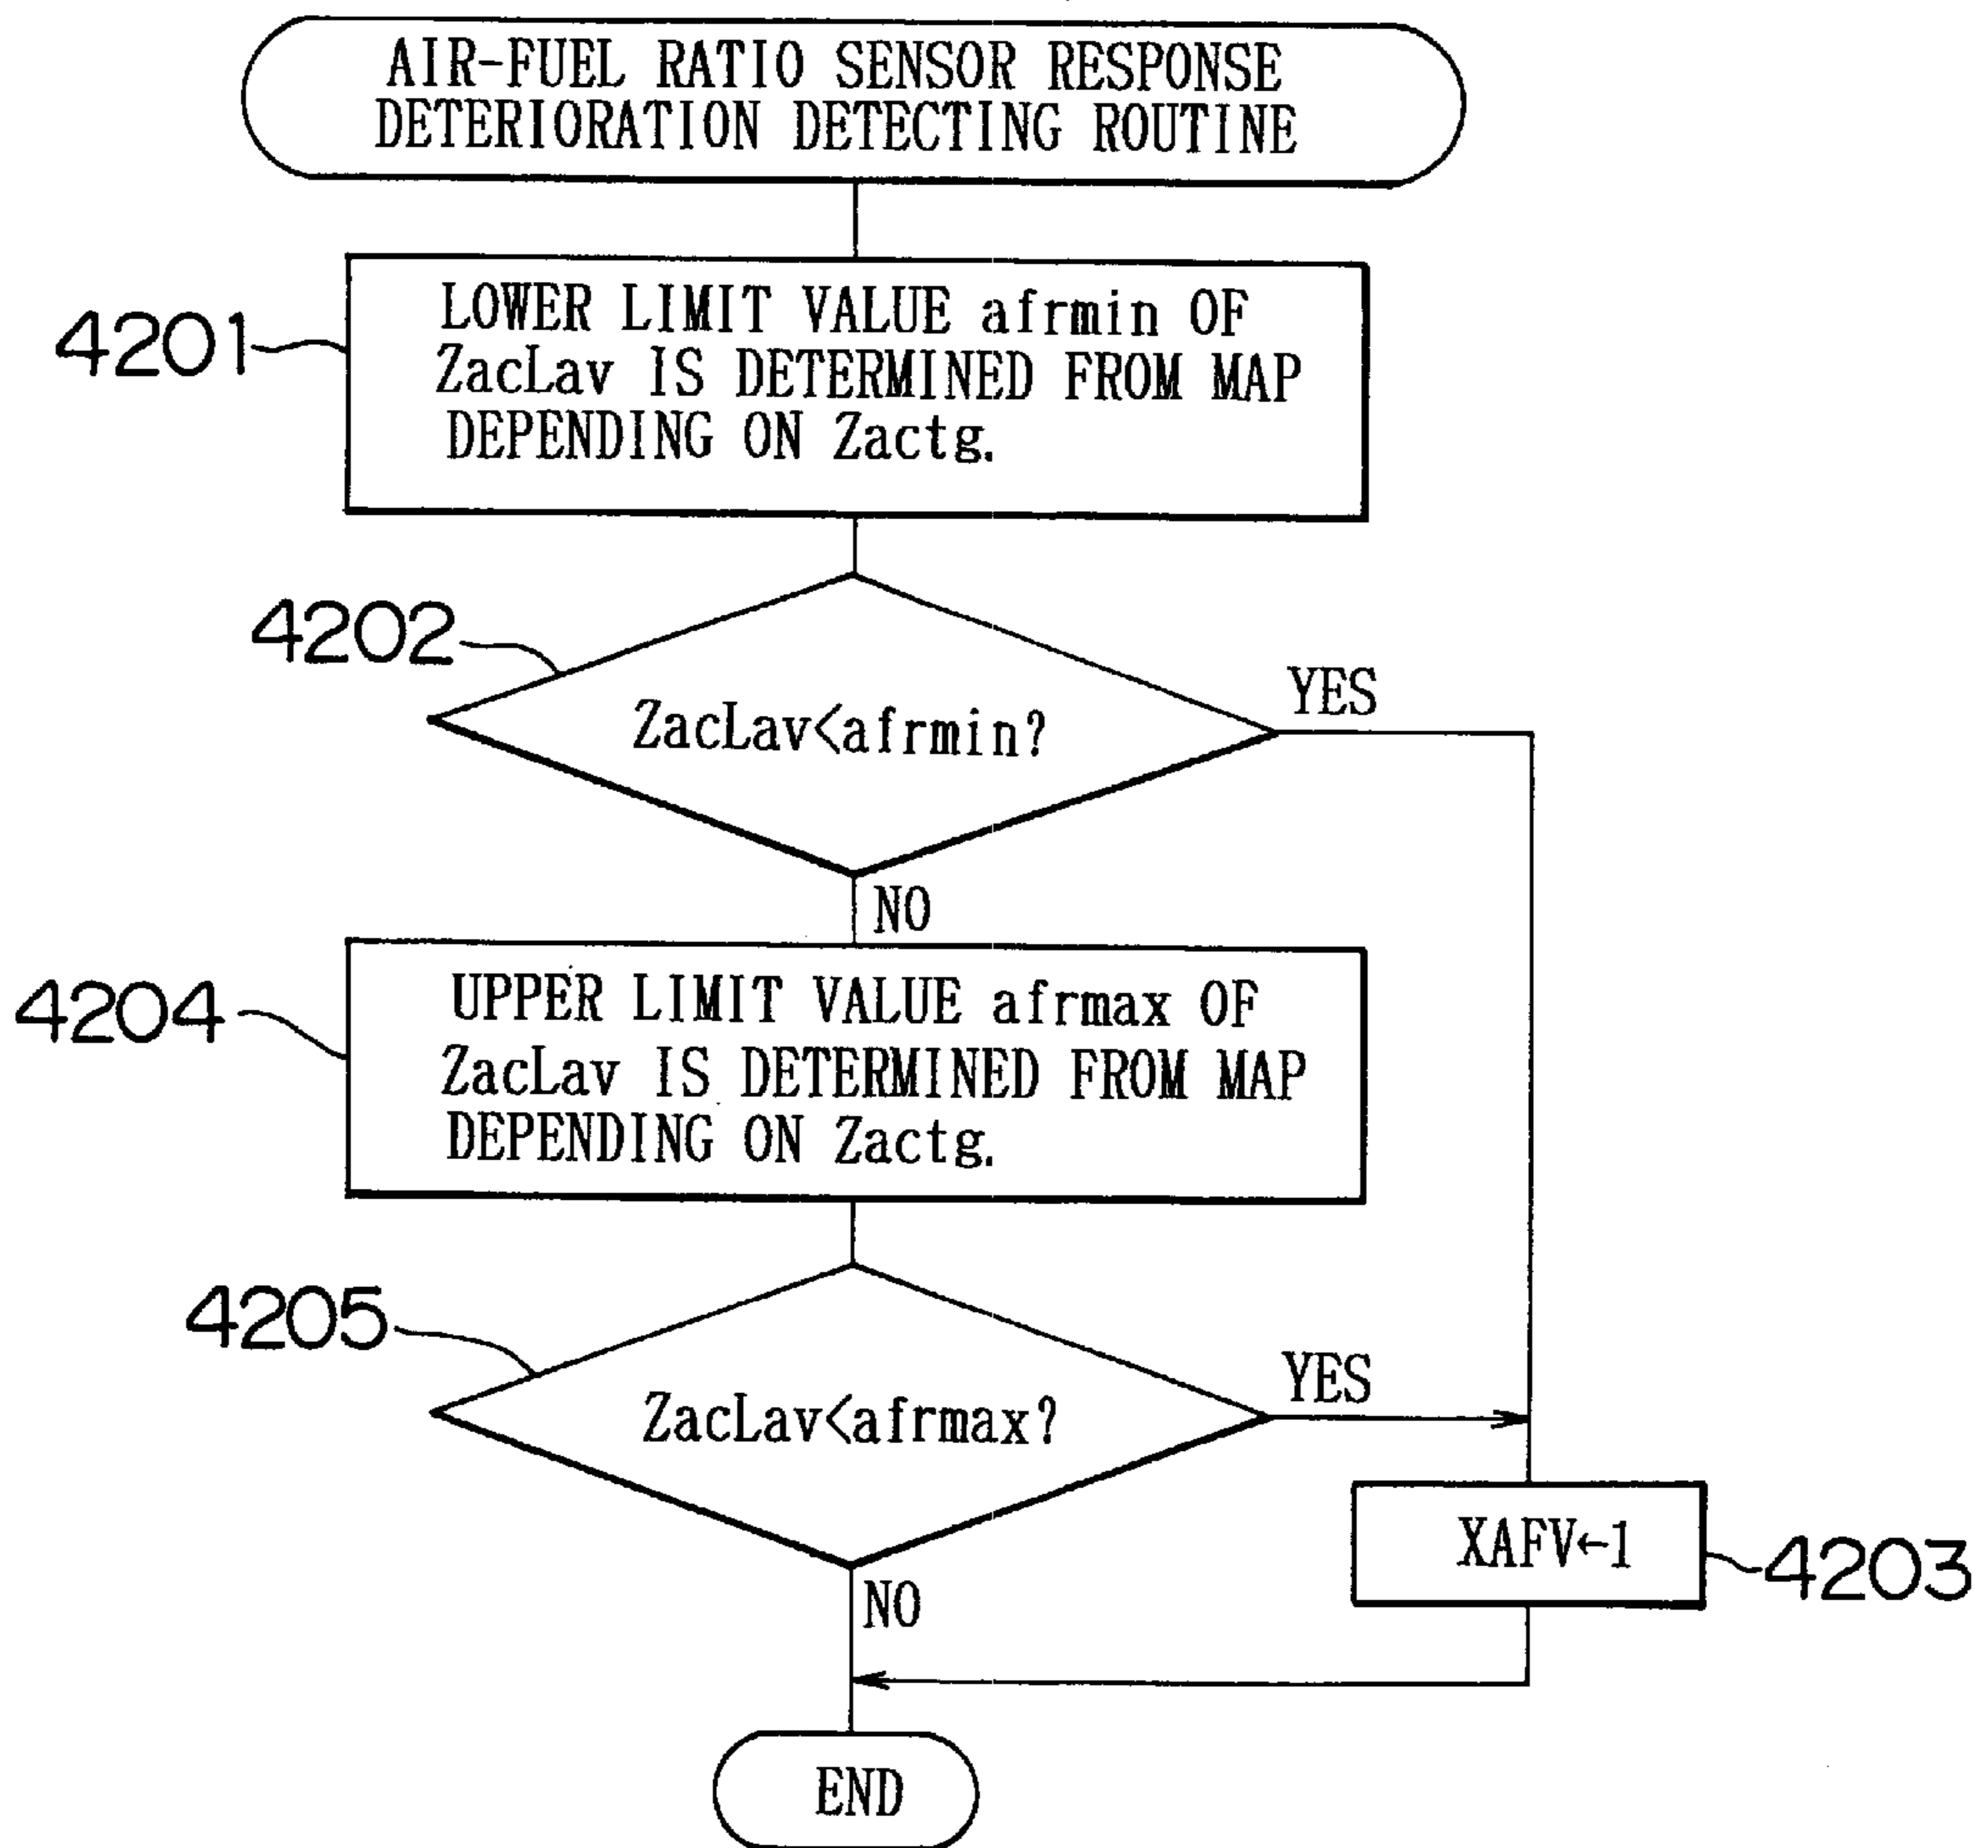 AIR-FUEL RATIO SENSOR RESPONSE
DETERIORATION DETECTING ROUTINE
4201
LOWER LIMIT VALUE afrmin OF
ZacLav IS DETERMINED FROM MAP
DEPENDING ON Zactg.
4202
ZacLav<afrmin?
YES
NO
4204
UPPER LIMIT VALUE afrmax OF
ZacLav IS DETERMINED FROM MAP
DEPENDING ON Zactg.
4205
ZacLav<afrmax?
YES
XAFV←1
4203
NO
END